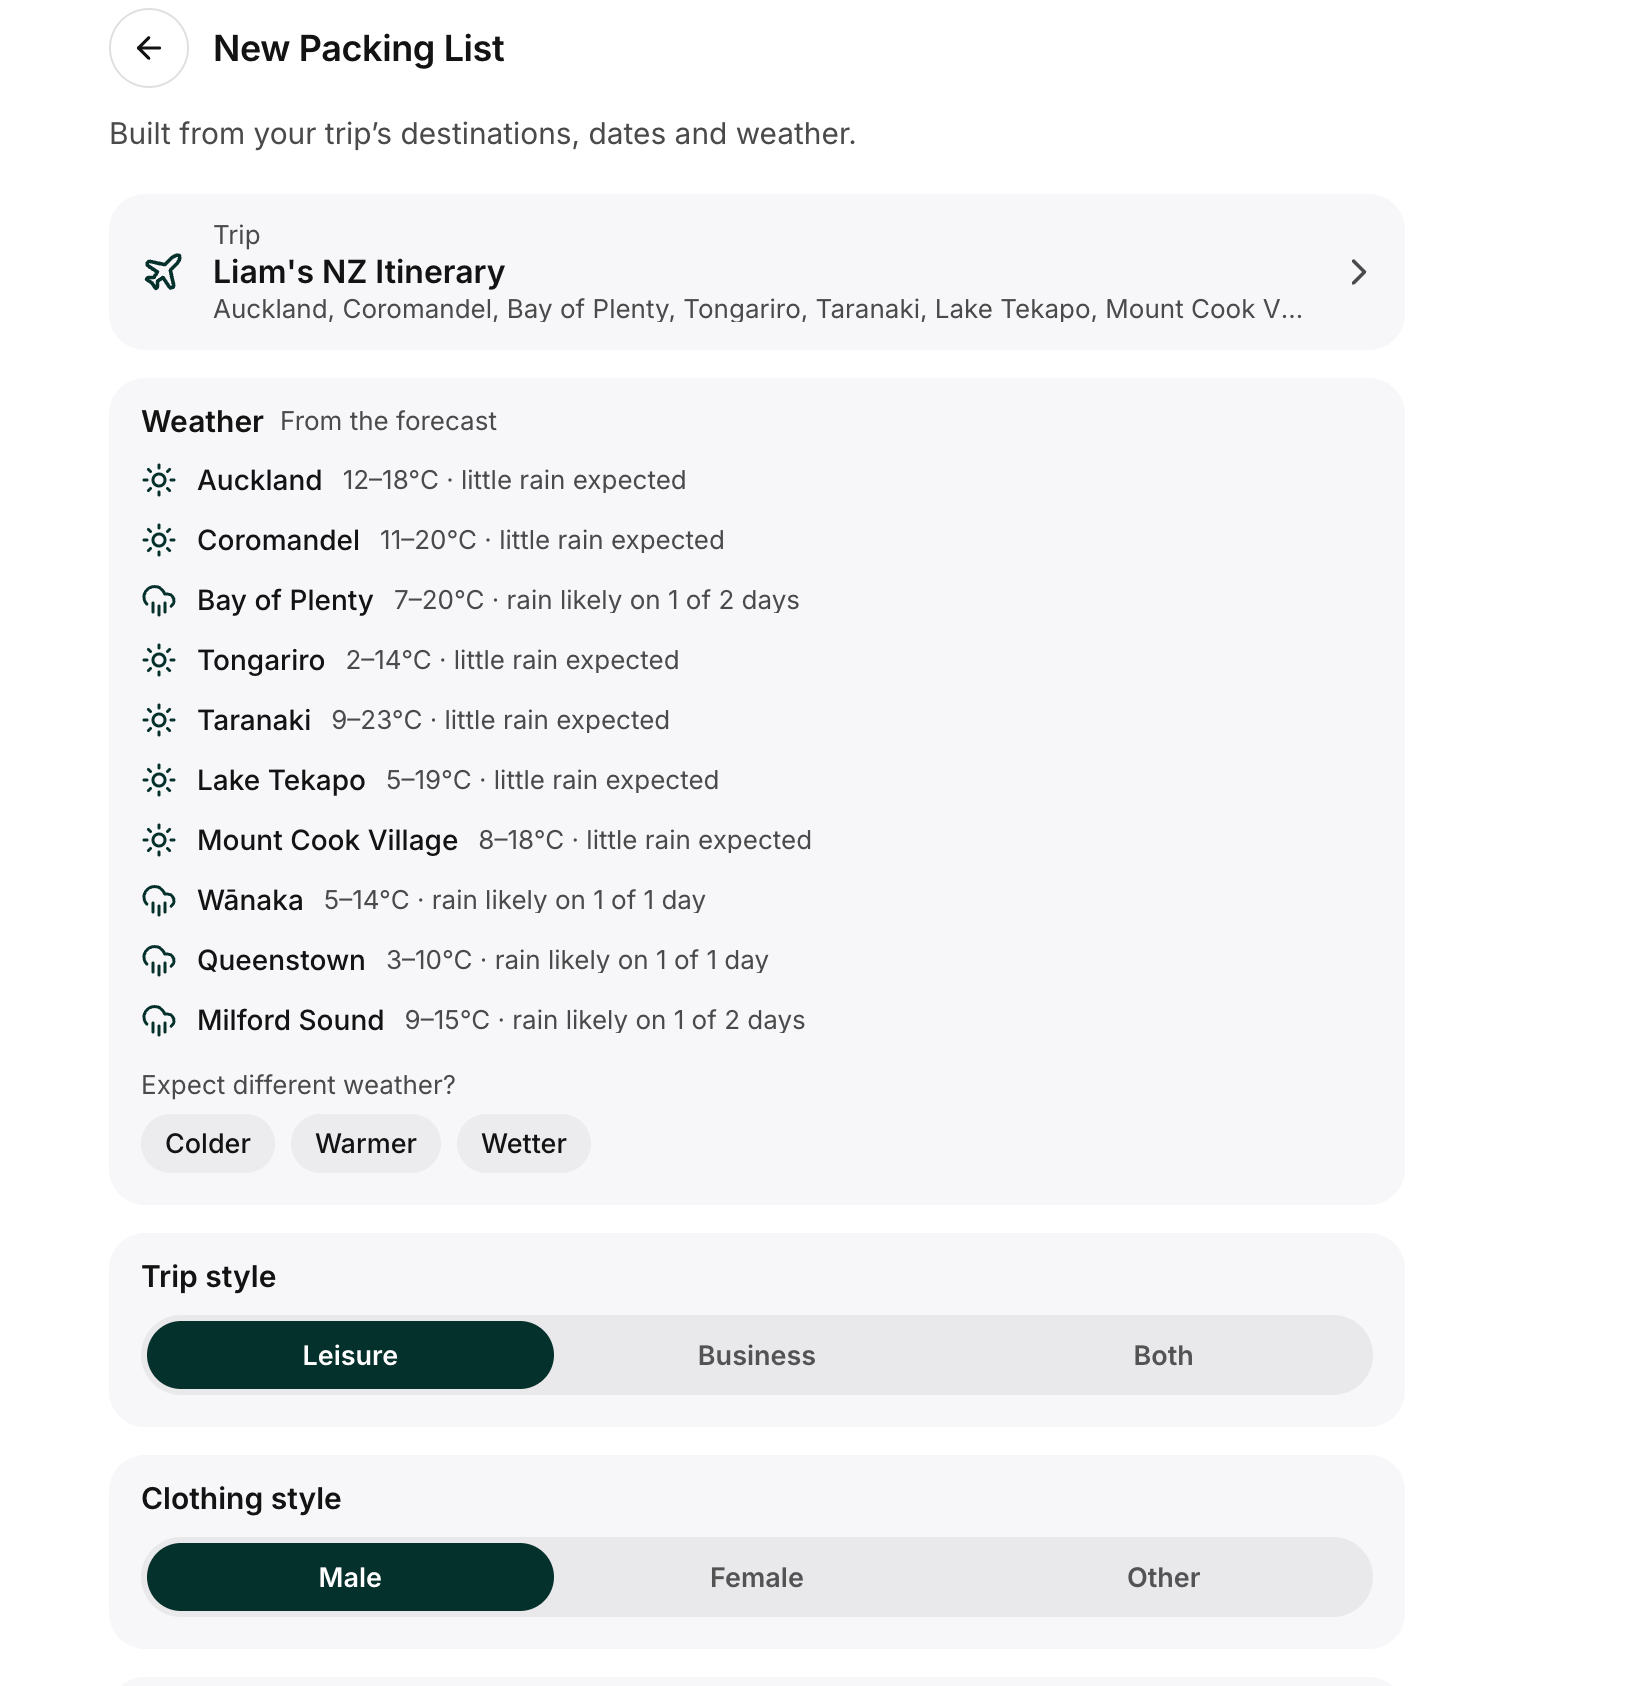 New Packing List
Built from your trip’s destinations, dates and weather.
Trip
Liam's NZ Itinerary
Auckland, Coromandel, Bay of Plenty, Tongariro, Taranaki, Lake Tekapo, Mount Cook V...
Weather From the forecast
Auckland 12–18°C · little rain expected
Coromandel 11–20°C · little rain expected
Bay of Plenty 7–20°C · rain likely on 1 of 2 days
Tongariro 2–14°C · little rain expected
Taranaki 9–23°C · little rain expected
Lake Tekapo 5–19°C · little rain expected
Mount Cook Village 8–18°C · little rain expected
Wānaka 5–14°C · rain likely on 1 of 1 day
Queenstown 3–10°C · rain likely on 1 of 1 day
Milford Sound 9–15°C · rain likely on 1 of 2 days
Expect different weather?
Colder Warmer Wetter
Trip style
Leisure Business Both
Clothing style
Male Female Other